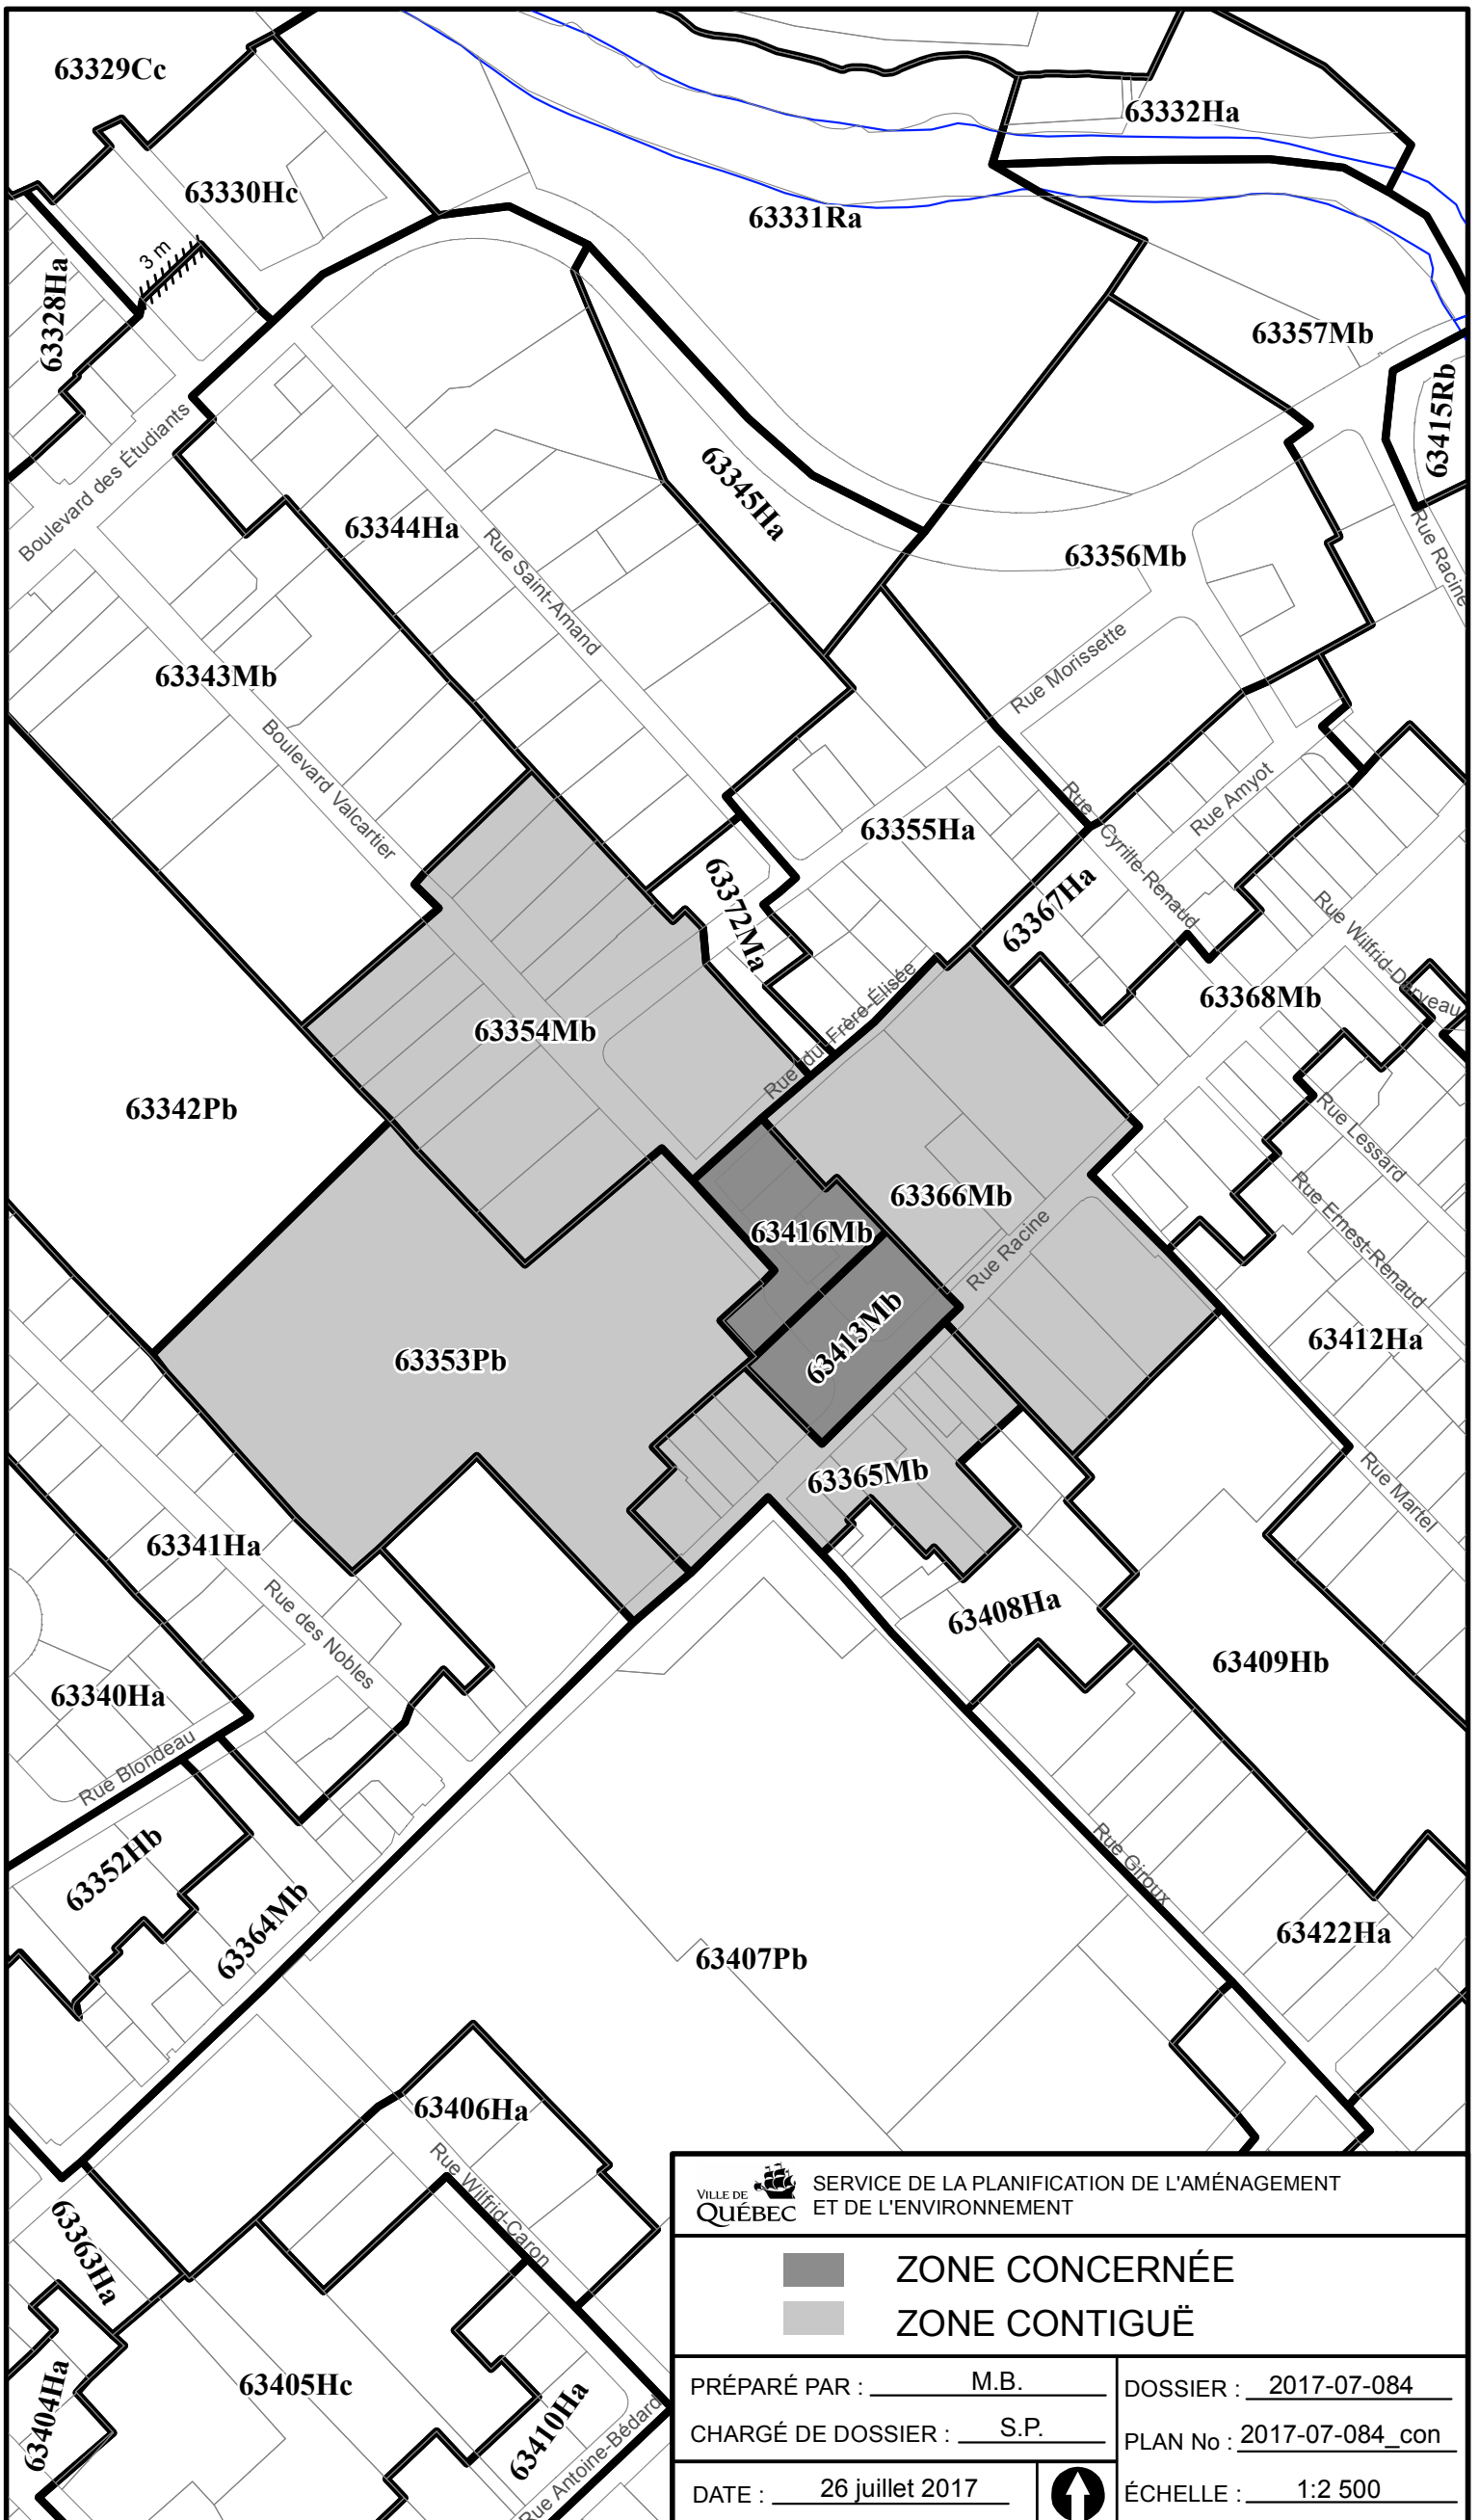 63329Cc
63332Ha
63330Hc
63331Ra
3 m
63328Ha
63357Mb
63415Rb
Boulevard des Étudiants
63345Ha
63344Ha
Rue Saint-Amand
63356Mb
Rue Racine
63343Mb
Rue Morissette
Boulevard Valcartier
63355Ha
Rue Cyrille-Renaud
Rue Amyot
63372Ma
63367Ha
Rue Wilfrid-Darveau
63368Mb
63354Mb
Rue du Frère-Élisée
63342Pb
Rue Lessard
63366Mb
Rue Ernest-Renaud
63416Mb
Rue Racine
63413Mb
63412Ha
63353Pb
63365Mb
Rue Martel
63341Ha
Rue des Nobles
63408Ha
63409Hb
63340Ha
Rue Blondeau
63352Hb
Rue Giroux
63364Mb
63422Ha
63407Pb
63406Ha
Rue Wilfrid-Caron
63363Ha
63405Hc
63404Ha
63410Ha
Rue Antoine-Bédard
VILLE DE
QUÉBEC
SERVICE DE LA PLANIFICATION DE L'AMÉNAGEMENT
ET DE L'ENVIRONNEMENT
ZONE CONCERNÉE
ZONE CONTIGUË
PRÉPARÉ PAR : M.B.
DOSSIER : 2017-07-084
CHARGÉ DE DOSSIER : S.P.
PLAN No : 2017-07-084_con
DATE : 26 juillet 2017
ÉCHELLE : 1:2 500